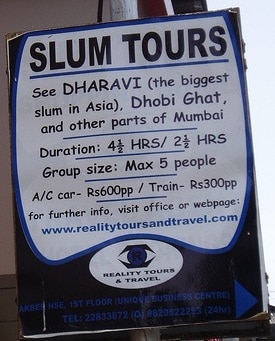 SLUM TOURS
See DHARAVI (the biggest
slum in Asia), Dhobi Ghat,
and other parts of Mumbai
Duration: 4½ HRS/ 2½ HRS
Group size: Max 5 people
A/C car- Rs600pp / Train- Rs300pp
for further info, visit office or webpage:
www.realitytoursandtravel.com
REALITY TOURS
& TRAVEL
1ST FLOOR (UNIQUE BUSINESS CENTRE)
TEL: 22833872 (O) (24hr)